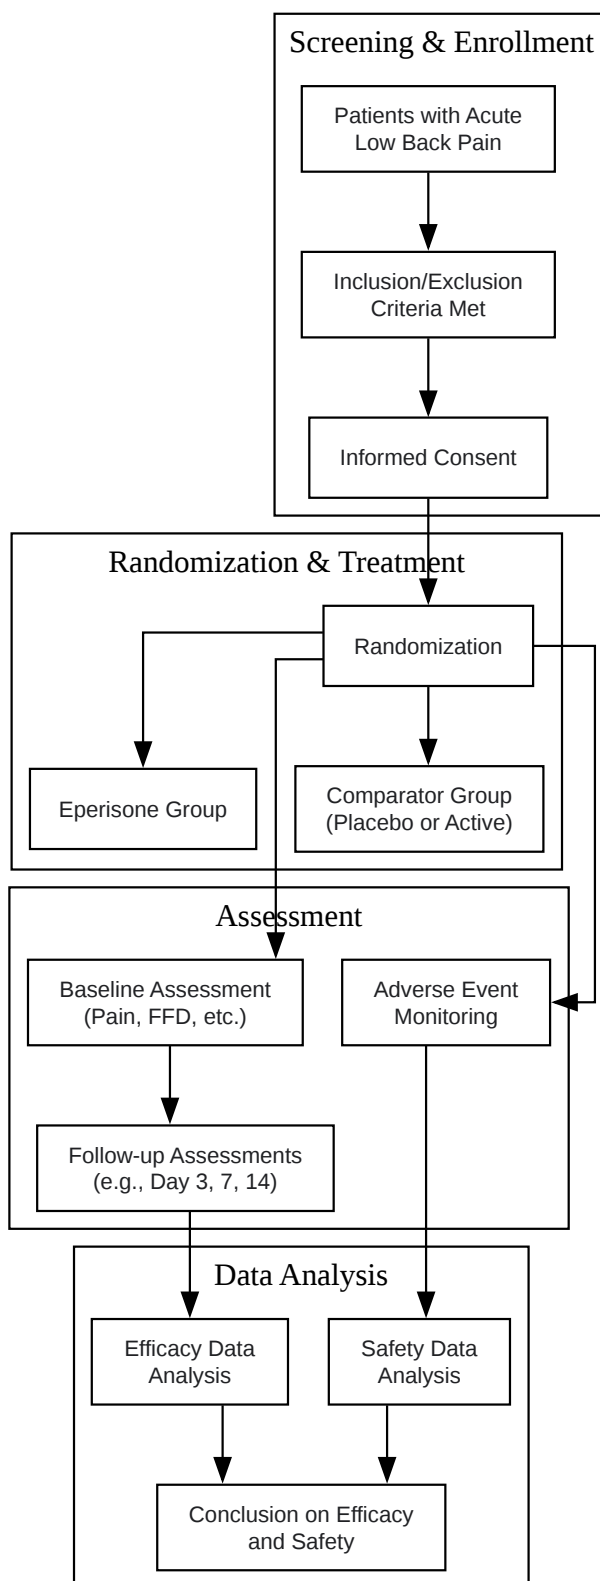 Screening & Enrollment
Patients with Acute
Low Back Pain
Inclusion/Exclusion
Criteria Met
Informed Consent
Randomization & Treatment
Randomization
Eperisone Group
Comparator Group
(Placebo or Active)
Assessment
Baseline Assessment
(Pain, FFD, etc.)
Adverse Event
Monitoring
Follow-up Assessments
(e.g., Day 3, 7, 14)
Data Analysis
Efficacy Data
Analysis
Safety Data
Analysis
Conclusion on Efficacy
and Safety